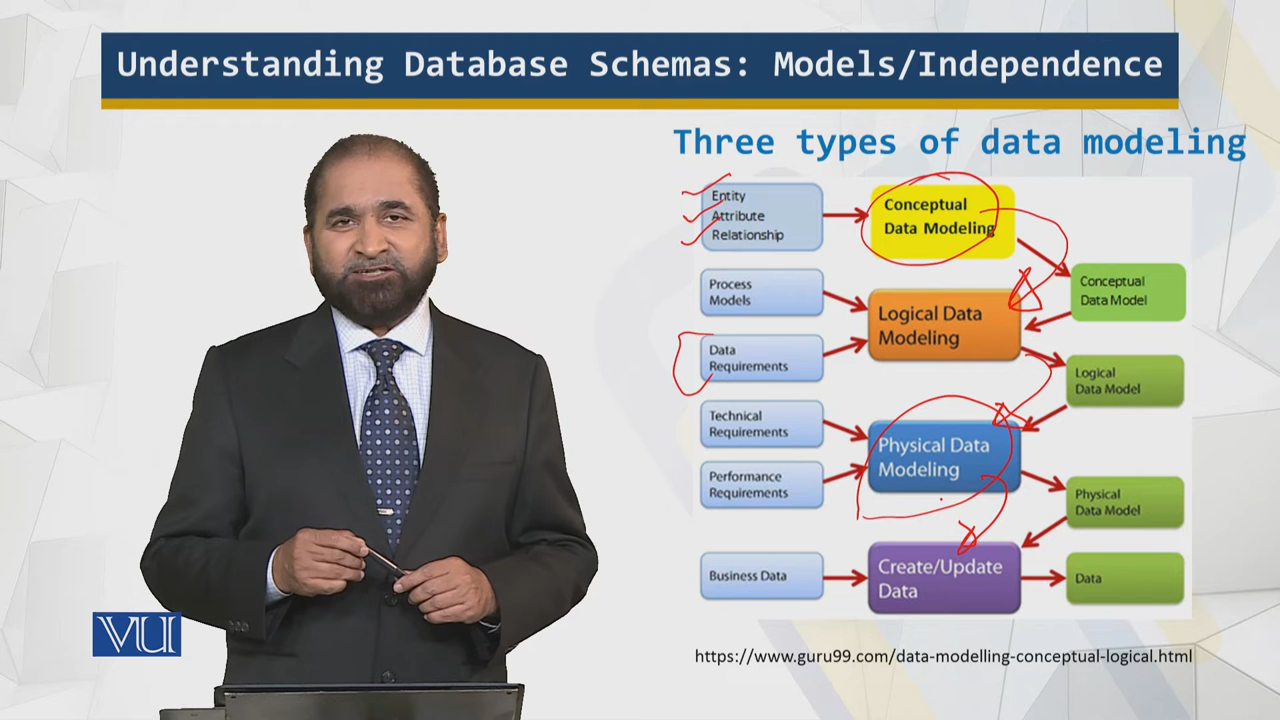 Understanding Database Schemas: Models/Independence
Three types of data modeling
Entity
Attribute
Relationship
Conceptual
Data Modeling
Conceptual
Data Model
Process
Models
Logical Data
Modeling
Data
Requirements
Logical
Data Model
Technical
Requirements
Physical Data
Modeling
Performance
Requirements
Physical
Data Model
Business Data
Create/Update
Data
Data
VU
https://www.guru99.com/data-modelling-conceptual-logical.html